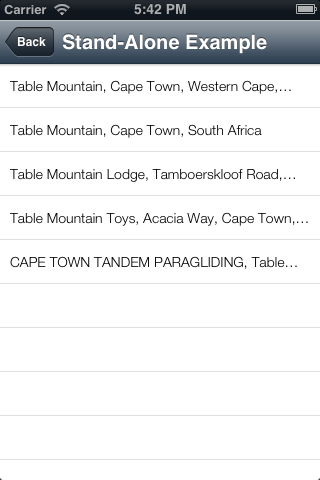 Carrier 5:42 PM
Back Stand-Alone Example
Table Mountain, Cape Town, Western Cape,...
Table Mountain, Cape Town, South Africa
Table Mountain Lodge, Tamboerskloof Road,...
Table Mountain Toys, Acacia Way, Cape Town,...
CAPE TOWN TANDEM PARAGLIDING, Table...